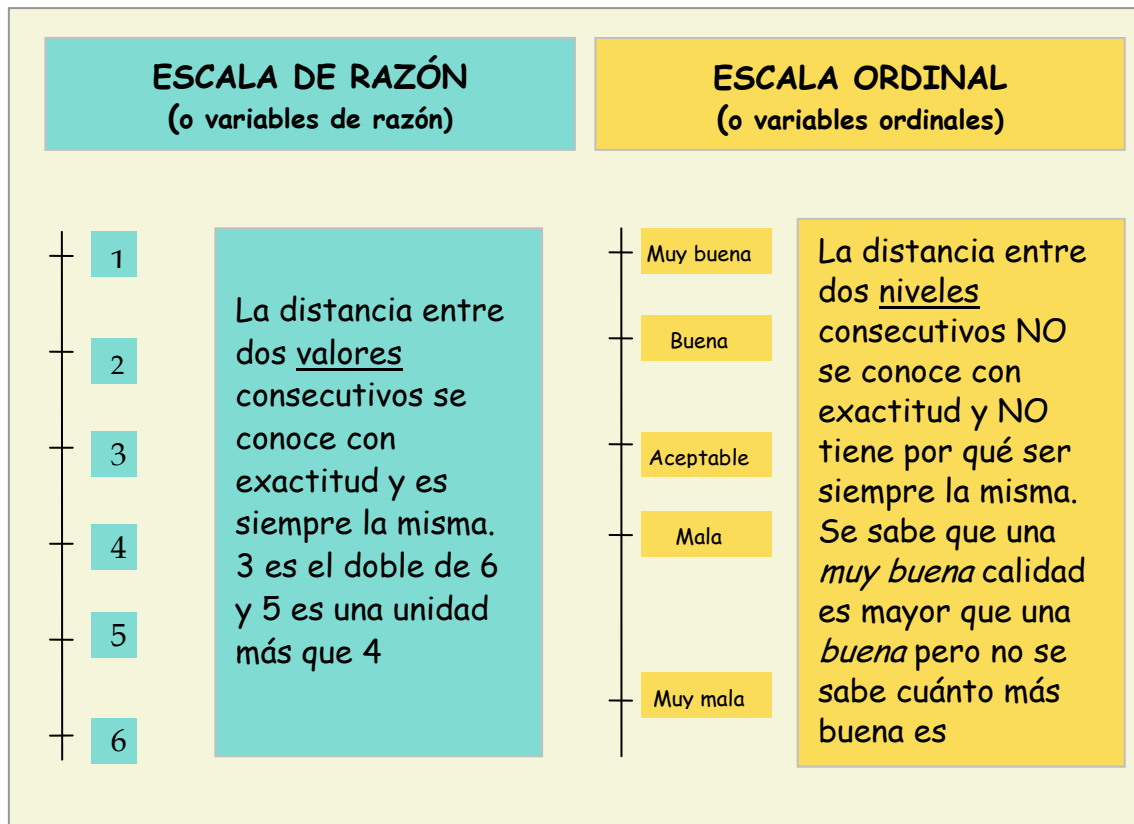 ESCALA DE RAZÓN
(o variables de razón)
ESCALA ORDINAL
(o variables ordinales)
1
2
3
4
5
6
La distancia entre
dos valores
consecutivos se
conoce con
exactitud y es
siempre la misma.
3 es el doble de 6
y 5 es una unidad
más que 4
Muy buena
Buena
Aceptable
Mala
Muy mala
La distancia entre
dos niveles
consecutivos NO
se conoce con
exactitud y NO
tiene por qué ser
siempre la misma.
Se sabe que una
muy buena calidad
es mayor que una
buena pero no se
sabe cuánto más
buena es